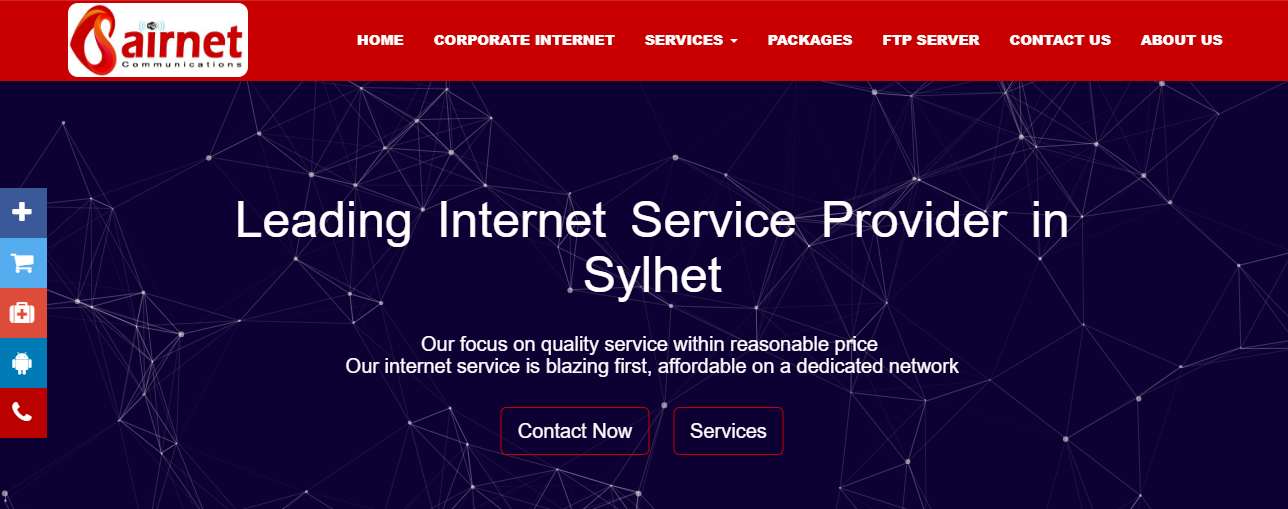 airnet
Communications
HOME CORPORATE INTERNET SERVICES PACKAGES FTP SERVER CONTACT US ABOUT US
Leading Internet Service Provider in
Sylhet
Our focus on quality service within reasonable price
Our internet service is blazing first, affordable on a dedicated network
Contact Now Services